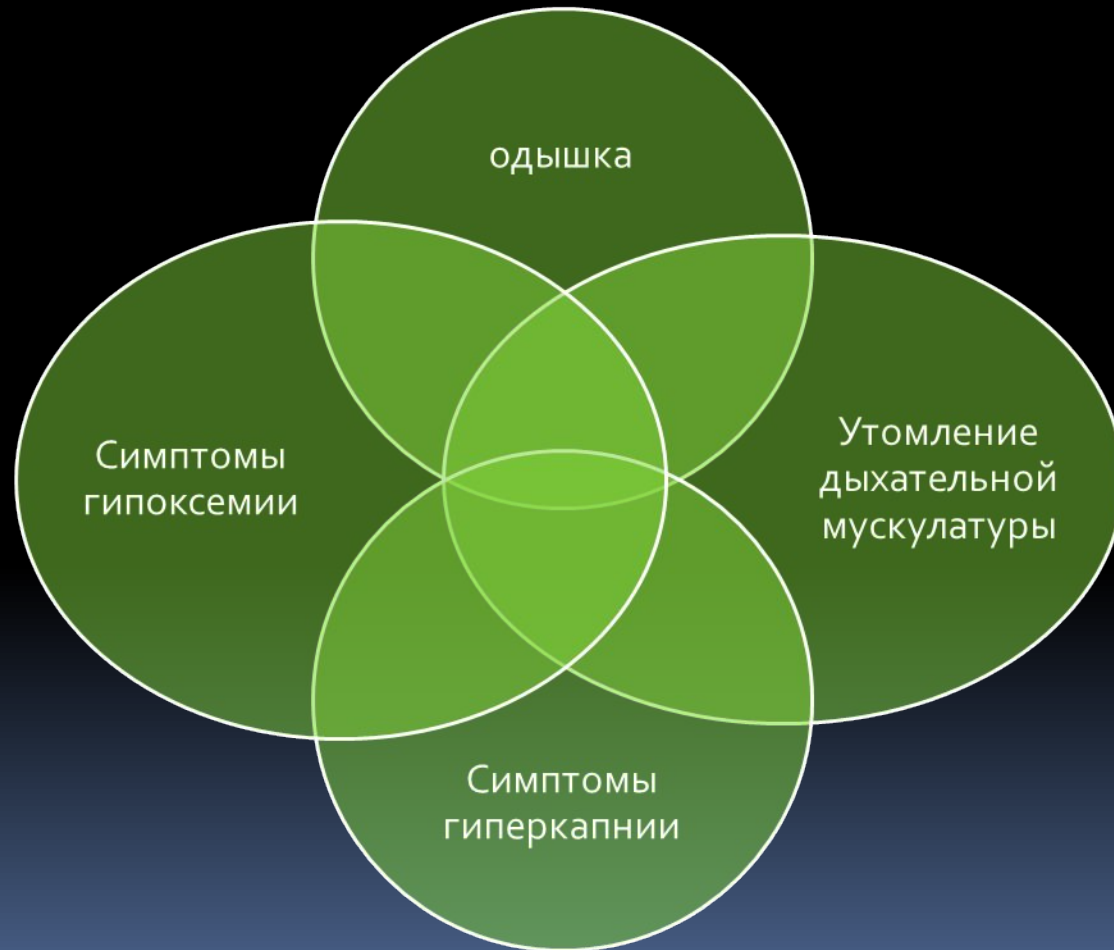 одышка
Симптомы
гипоксемии
Утомление
дыхательной
мускулатуры
Симптомы
гиперкапнии